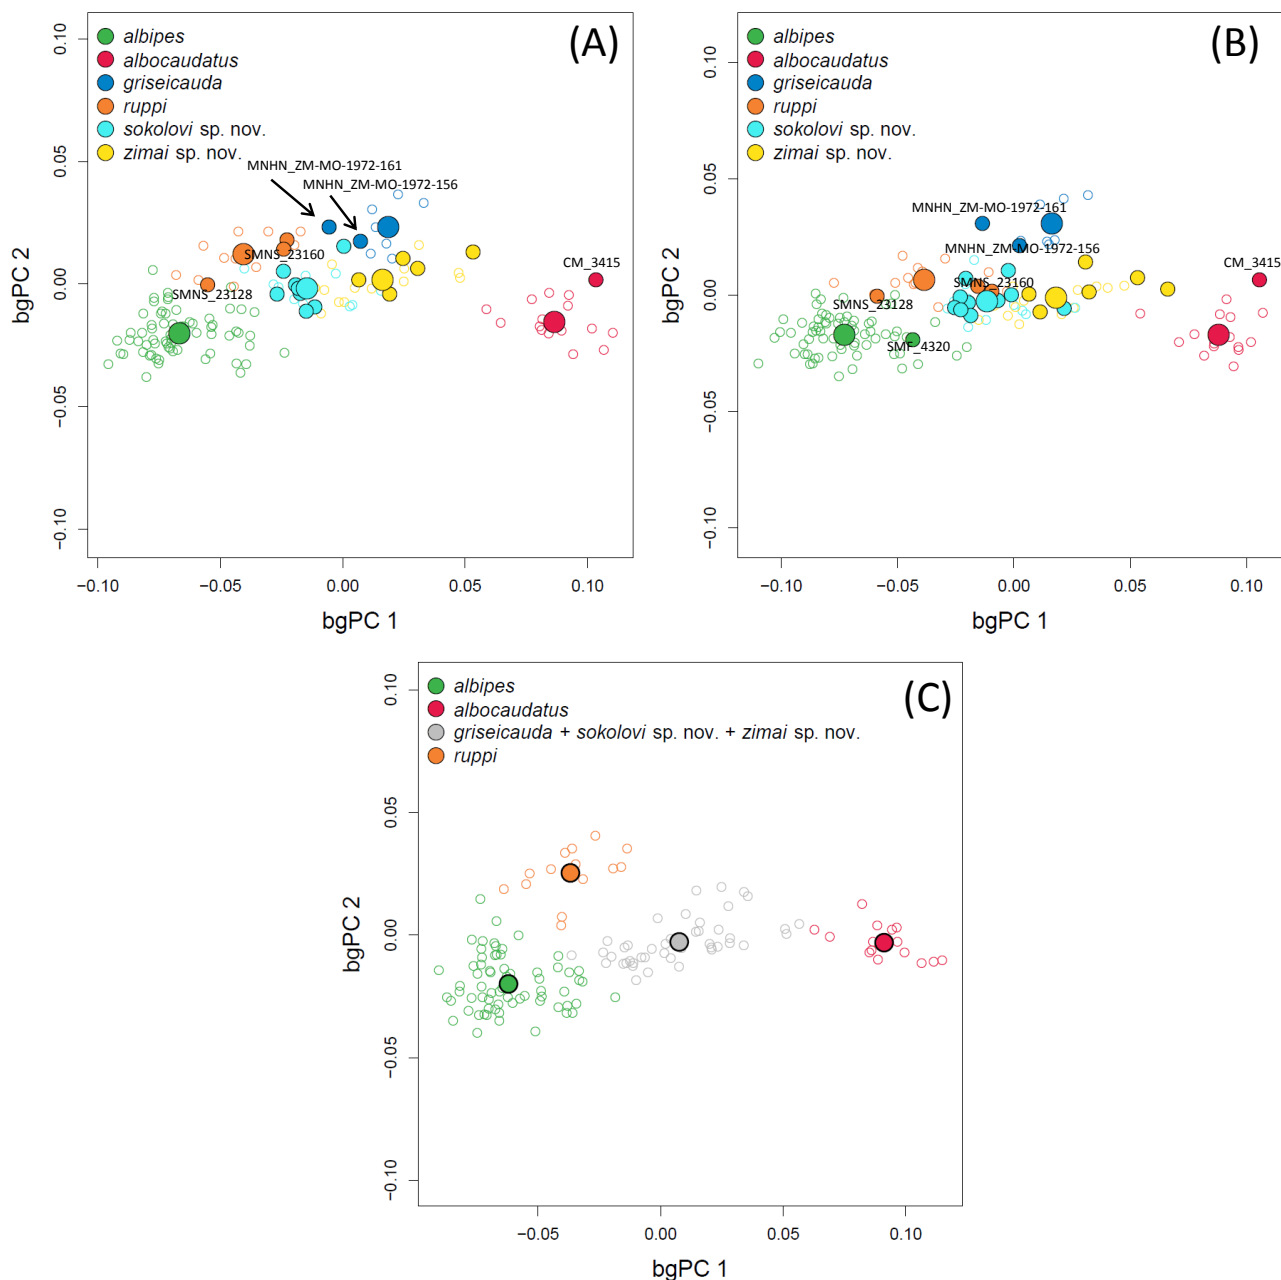 (A)
albipes
albocaudatus
griseicauda
ruppi
sokolovi sp. nov.
zimai sp. nov.
MNHN_ZM-MO-1972-161
MNHN_ZM-MO-1972-156
SMNS_23160
SMNS_23128
CM_3415
0.10
0.05
0.00
−0.05
−0.10
bgPC 2
−0.10
−0.05
0.00
0.05
0.10
bgPC 1
(B)
albipes
albocaudatus
griseicauda
ruppi
sokolovi sp. nov.
zimai sp. nov.
MNHN_ZM-MO-1972-161
MNHN_ZM-MO-1972-156
CM_3415
SMNS_23160
SMNS_23128
SMF_4320
0.10
0.05
0.00
−0.05
−0.10
bgPC 2
−0.10
−0.05
0.00
0.05
0.10
bgPC 1
(C)
albipes
albocaudatus
griseicauda + sokolovi sp. nov. + zimai sp. nov.
ruppi
0.10
0.05
0.00
−0.05
−0.10
bgPC 2
−0.05
0.00
0.05
0.10
bgPC 1